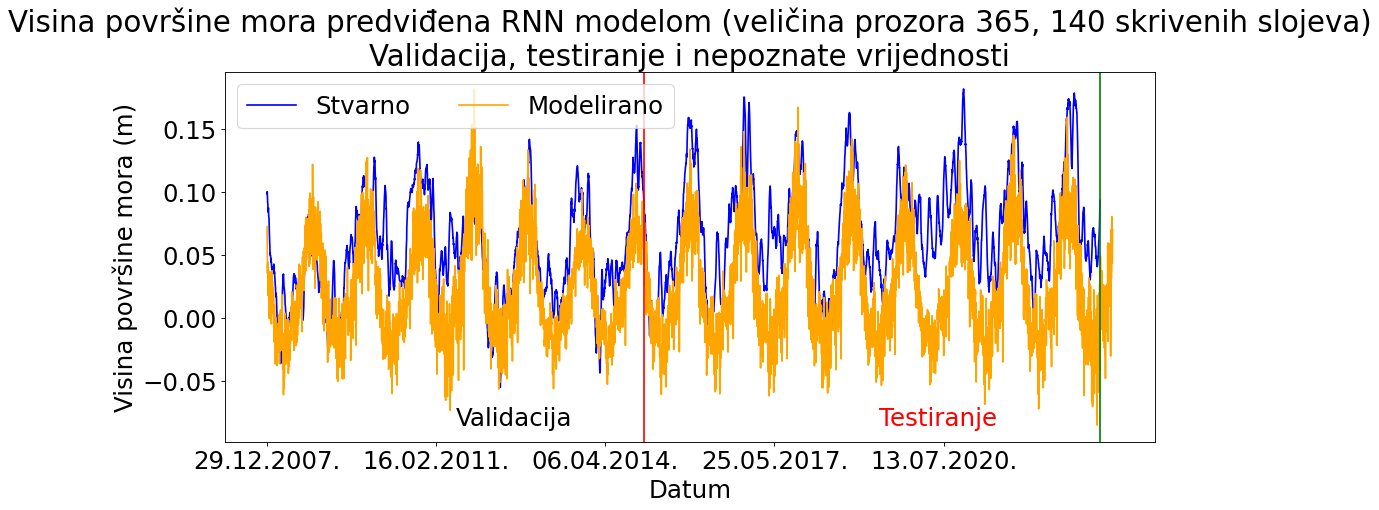 Visina površine mora predviđena RNN modelom (veličina prozora 365, 140 skrivenih slojeva)
Validacija, testiranje i nepoznate vrijednosti
Stvarno
Modelirano
Visina površine mora (m)
0.15
0.10
0.05
0.00
−0.05
Validacija
Testiranje
29.12.2007.
16.02.2011.
06.04.2014.
25.05.2017.
13.07.2020.
Datum